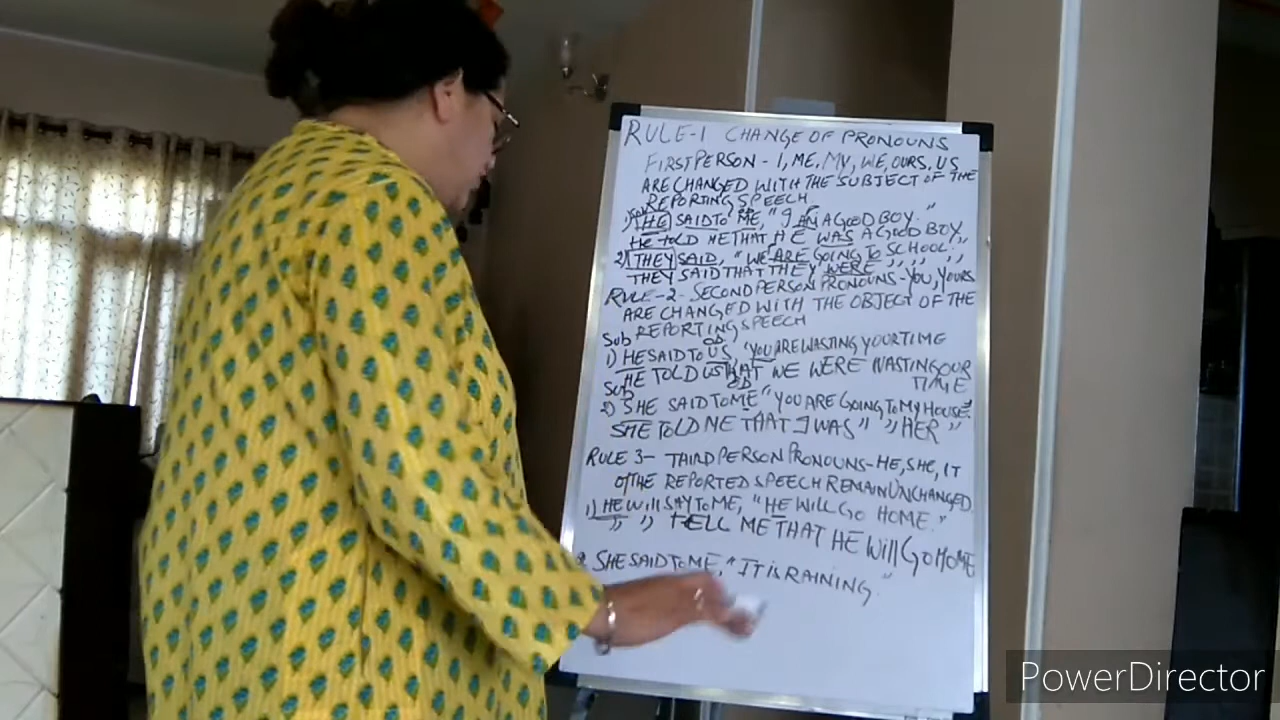 RULE-1 CHANGE OF PRONOUNS
FIRST PERSON - I, ME, MY, WE, OURS, US
ARE CHANGED WITH THE SUBJECT OF THE
REPORTING SPEECH
Sub
1) HE SAID TO ME, "I AM A GOOD BOY."
HE TOLD ME THAT HE WAS A GOOD BOY.
2) THEY SAID, "WE ARE GOING TO SCHOOL."
THEY SAID THAT THEY WERE " " "
RULE-2- SECOND PERSON PRONOUNS - YOU, YOURS
ARE CHANGED WITH THE OBJECT OF THE
REPORTING SPEECH
Sub OB
1) HE SAID TO US, "YOU ARE WASTING YOUR TIME
HE TOLD US THAT WE WERE WASTING OUR
TIME
Sub OB
2) SHE SAID TO ME "YOU ARE GOING TO MY HOUSE."
SHE TOLD ME THAT I WAS " " HER "
RULE 3- THIRD PERSON PRONOUNS - HE, SHE, IT
OF THE REPORTED SPEECH REMAIN UNCHANGED
1) HE Will SAY TO ME, "HE WILL GO HOME."
" " TELL ME THAT HE Will GO HOME
2. SHE SAID TO ME, "IT IS RAINING"
PowerDirector